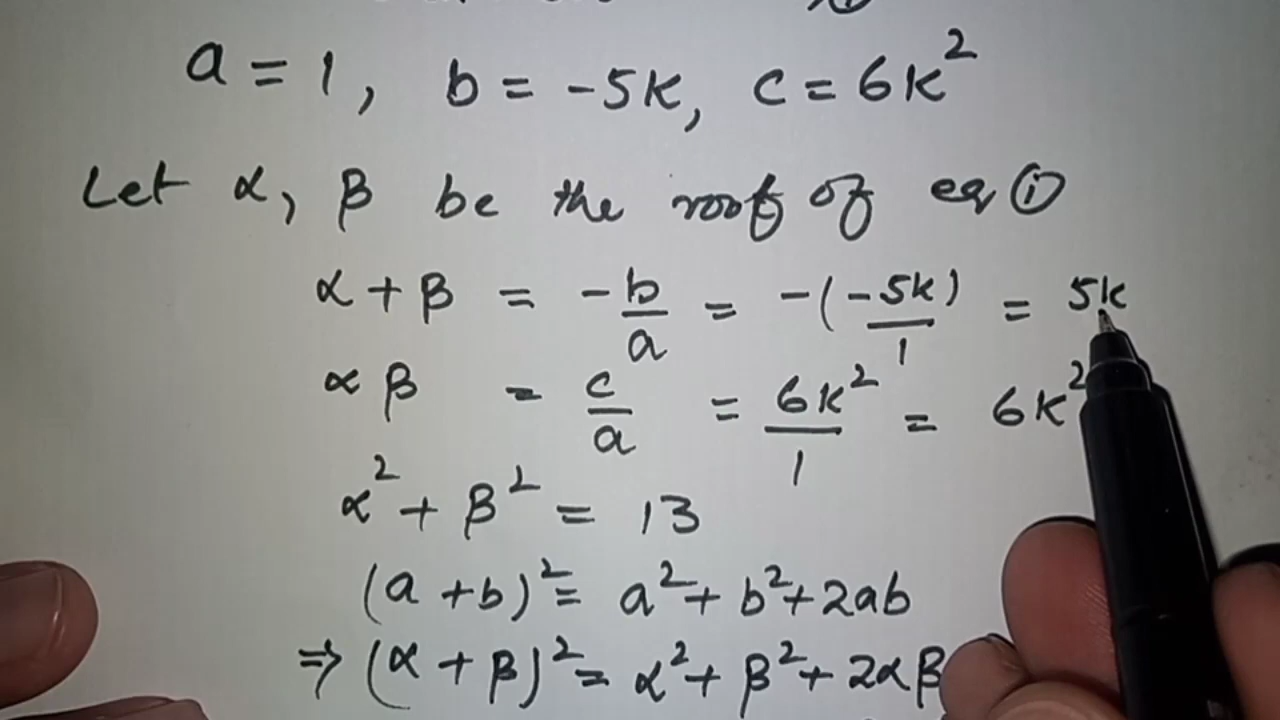 a = 1, b = -5k, c = 6k²
Let α, β be the roots of eq ①
α + β = -b/a = -(-5k)/1 = 5k
α β = c/a = 6k²/1 = 6k²
α² + β² = 13
(a + b)² = a² + b² + 2ab
⇒ (α + β)² = α² + β² + 2αβ